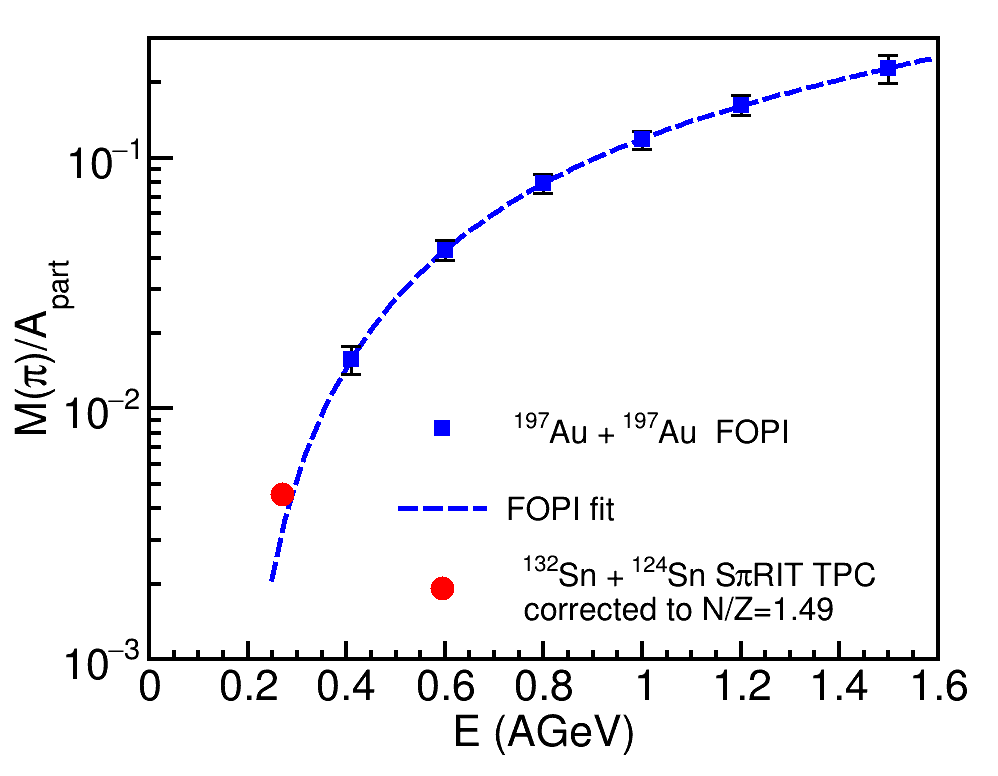 M(π)/A_part
10⁻¹
10⁻²
10⁻³
¹⁹⁷Au + ¹⁹⁷Au FOPI
FOPI fit
¹³²Sn + ¹²⁴Sn SπRIT TPC
corrected to N/Z=1.49
0 0.2 0.4 0.6 0.8 1 1.2 1.4 1.6
E (AGeV)